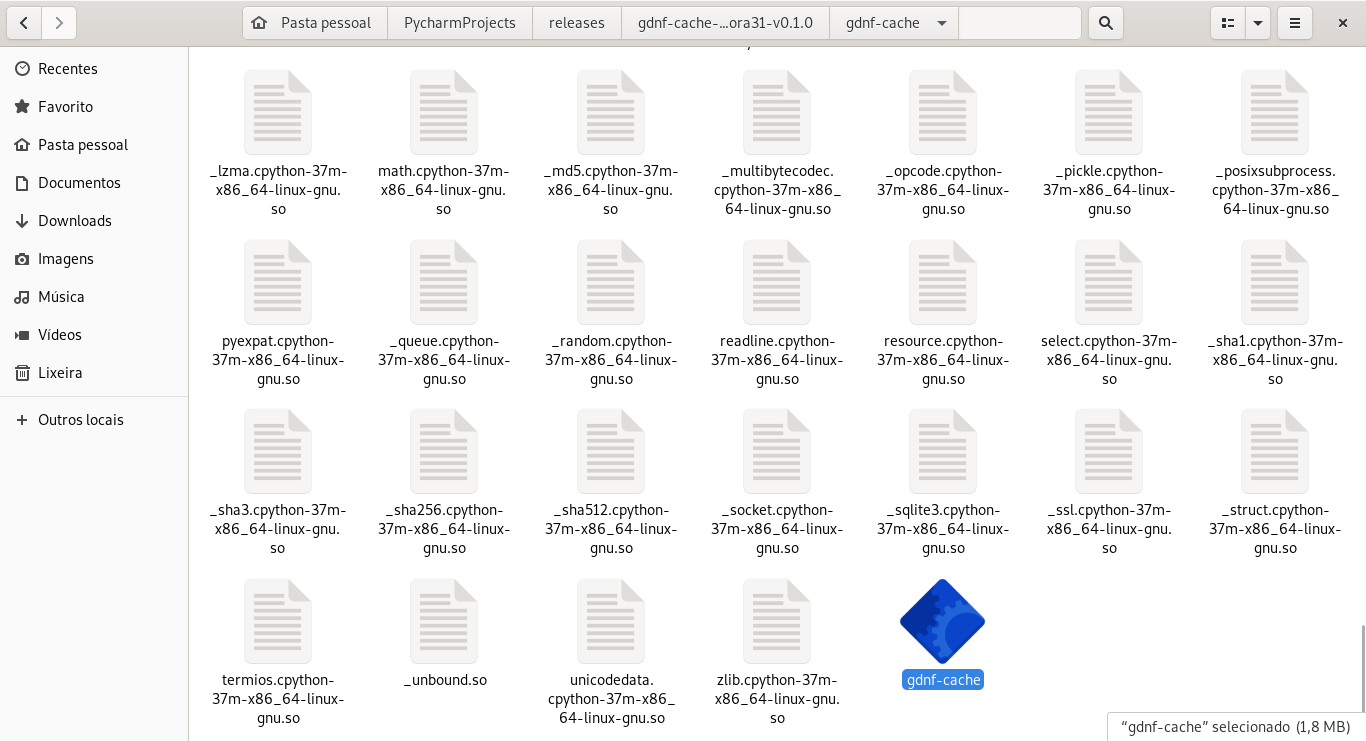 Pasta pessoal
PycharmProjects
releases
gdnf-cache-...ora31-v0.1.0
gdnf-cache
Recentes
Favorito
Pasta pessoal
Documentos
Downloads
Imagens
Música
Vídeos
Lixeira
Outros locais
_lzma.cpython-37m-
x86_64-linux-gnu.
so
math.cpython-37m-
x86_64-linux-gnu.
so
_md5.cpython-37m-
x86_64-linux-gnu.
so
_multibytecodec.
cpython-37m-x86_
64-linux-gnu.so
_opcode.cpython-
37m-x86_64-linux-
gnu.so
_pickle.cpython-
37m-x86_64-linux-
gnu.so
_posixsubprocess.
cpython-37m-x86_
64-linux-gnu.so
pyexpat.cpython-
37m-x86_64-linux-
gnu.so
_queue.cpython-
37m-x86_64-linux-
gnu.so
_random.cpython-
37m-x86_64-linux-
gnu.so
readline.cpython-
37m-x86_64-linux-
gnu.so
resource.cpython-
37m-x86_64-linux-
gnu.so
select.cpython-37m-
x86_64-linux-gnu.
so
_sha1.cpython-37m-
x86_64-linux-gnu.
so
_sha3.cpython-37m-
x86_64-linux-gnu.
so
_sha256.cpython-
37m-x86_64-linux-
gnu.so
_sha512.cpython-
37m-x86_64-linux-
gnu.so
_socket.cpython-
37m-x86_64-linux-
gnu.so
_sqlite3.cpython-
37m-x86_64-linux-
gnu.so
_ssl.cpython-37m-
x86_64-linux-gnu.
so
_struct.cpython-
37m-x86_64-linux-
gnu.so
termios.cpython-
37m-x86_64-linux-
gnu.so
_unbound.so
unicodedata.
cpython-37m-x86_
64-linux-gnu.so
zlib.cpython-37m-
x86_64-linux-gnu.
so
gdnf-cache
“gdnf-cache” selecionado (1,8 MB)